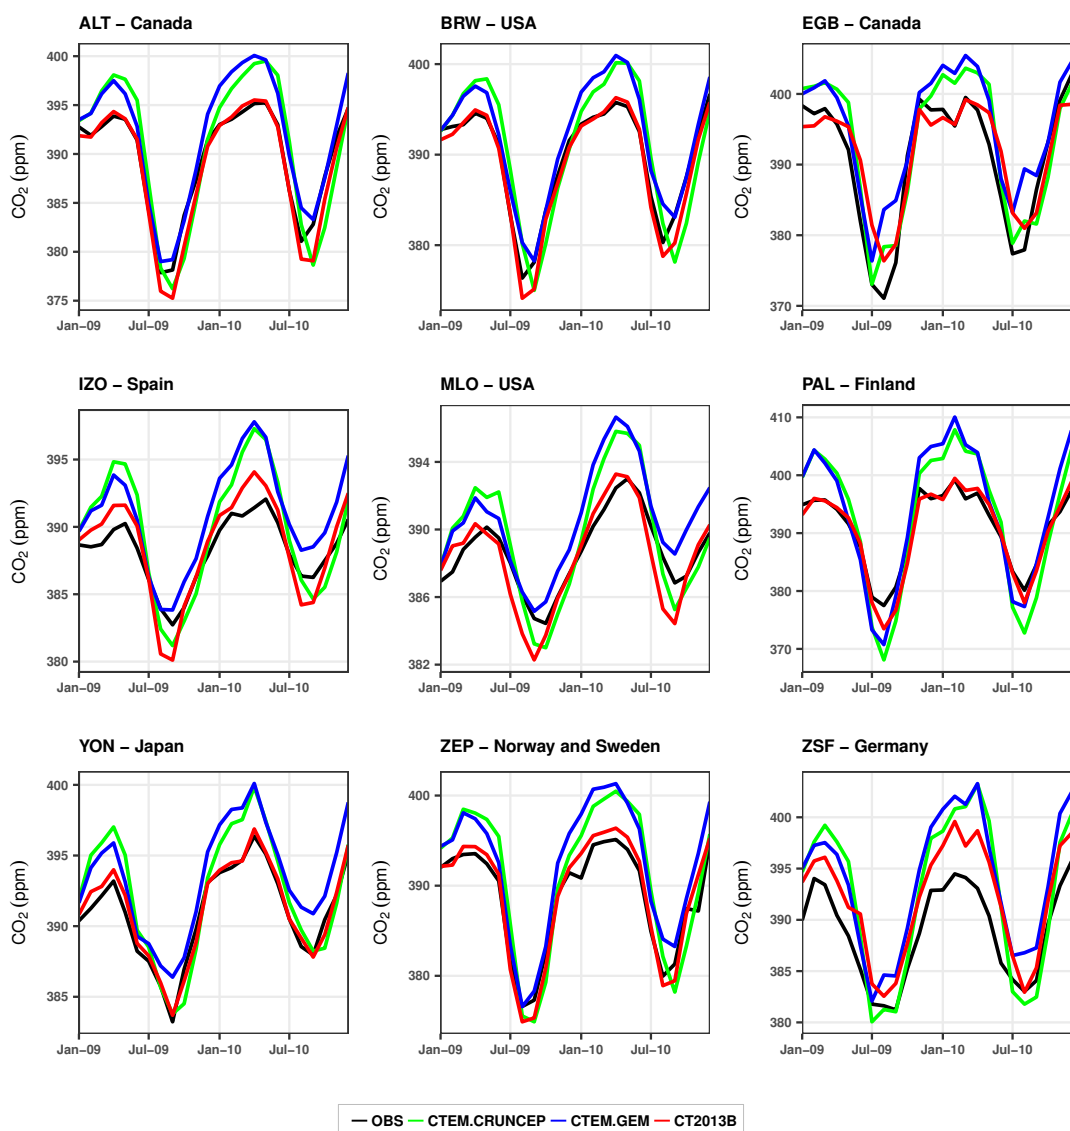 ALT − Canada
BRW − USA
EGB − Canada
CO2 (ppm)
400
395
390
385
380
375
Jan−09 Jul−09 Jan−10 Jul−10
CO2 (ppm)
400
390
380
Jan−09 Jul−09 Jan−10 Jul−10
CO2 (ppm)
400
390
380
370
Jan−09 Jul−09 Jan−10 Jul−10
IZO − Spain
MLO − USA
PAL − Finland
CO2 (ppm)
395
390
385
380
Jan−09 Jul−09 Jan−10 Jul−10
CO2 (ppm)
394
390
386
382
Jan−09 Jul−09 Jan−10 Jul−10
CO2 (ppm)
410
400
390
380
370
Jan−09 Jul−09 Jan−10 Jul−10
YON − Japan
ZEP − Norway and Sweden
ZSF − Germany
CO2 (ppm)
400
395
390
385
Jan−09 Jul−09 Jan−10 Jul−10
CO2 (ppm)
400
390
380
Jan−09 Jul−09 Jan−10 Jul−10
CO2 (ppm)
400
395
390
385
380
Jan−09 Jul−09 Jan−10 Jul−10
OBS CTEM.CRUNCEP CTEM.GEM CT2013B